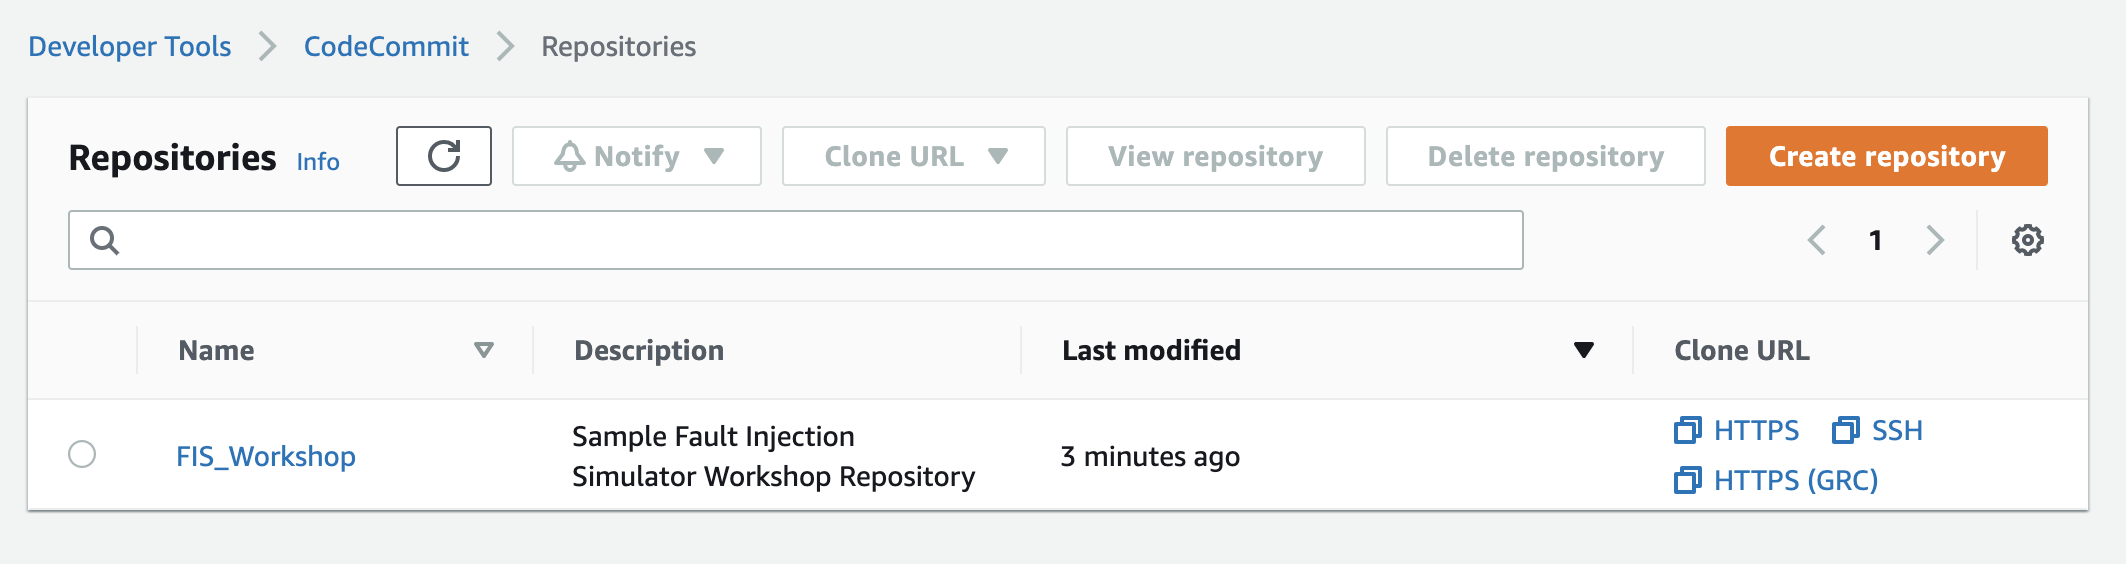 Developer Tools CodeCommit Repositories
Repositories Info Notify Clone URL View repository Delete repository Create repository
1
Name Description Last modified Clone URL
FIS_Workshop
Sample Fault Injection
Simulator Workshop Repository
3 minutes ago
HTTPS SSH
HTTPS (GRC)